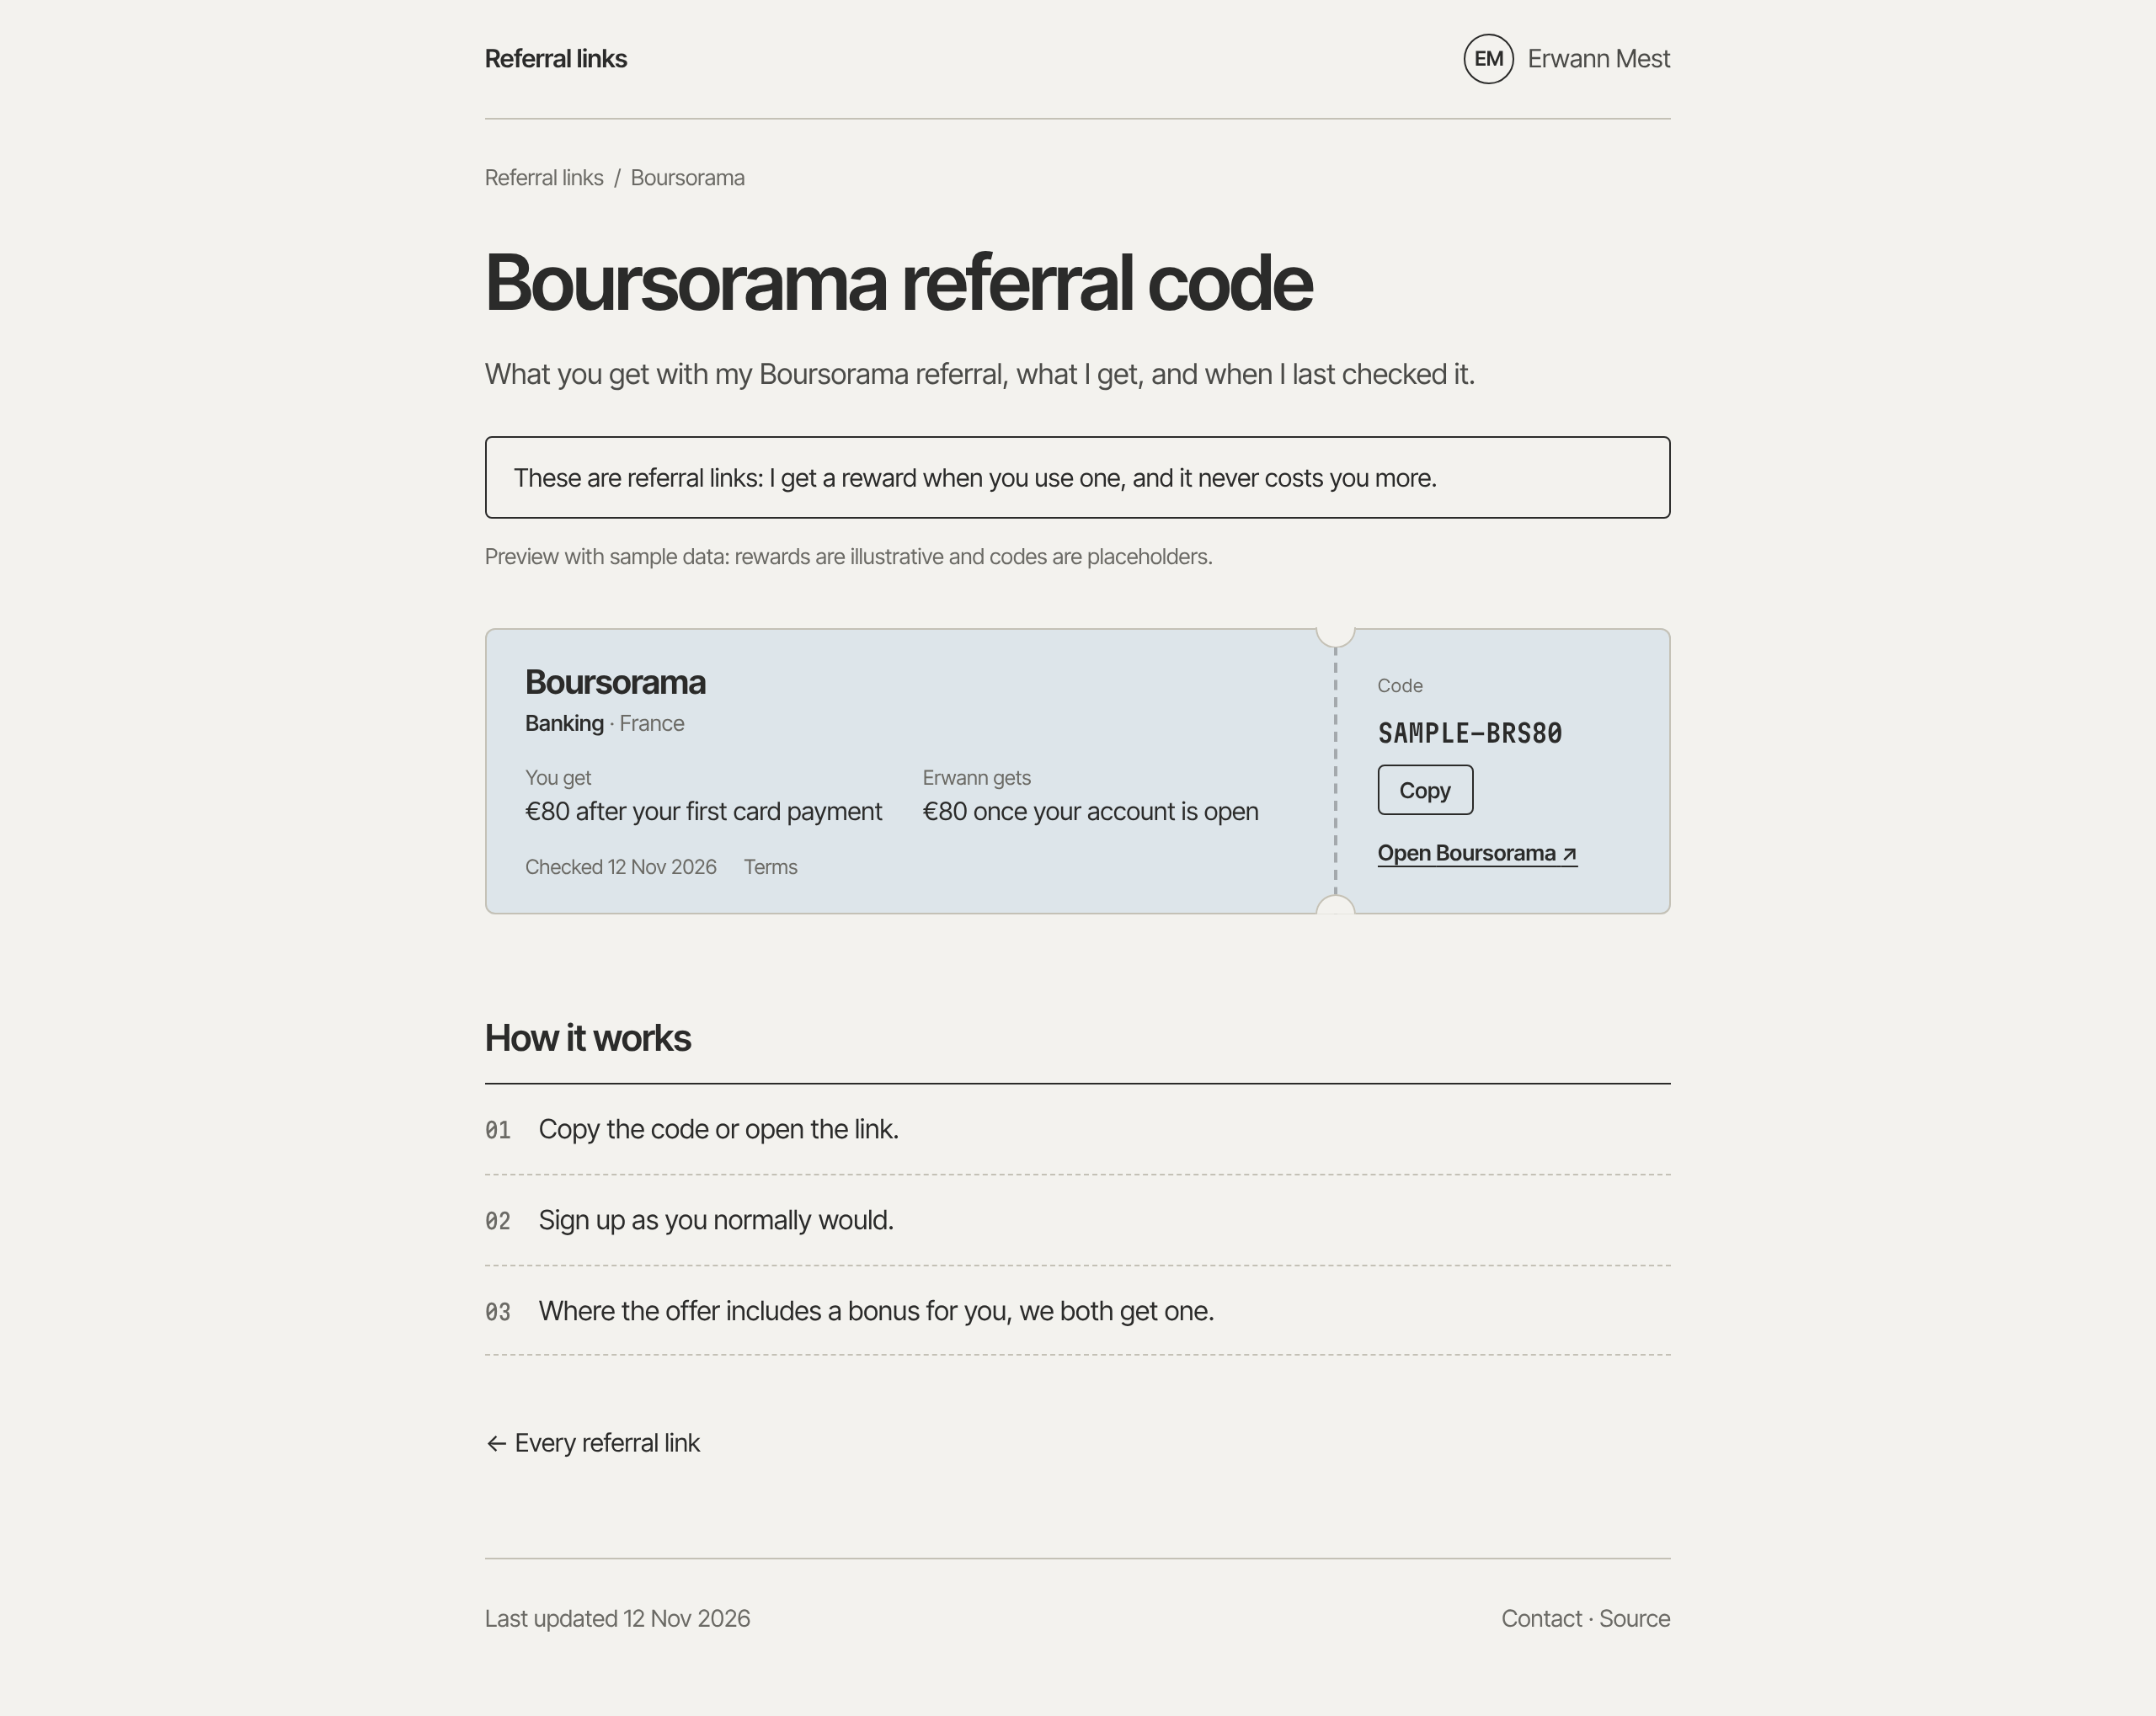 Referral links
EM Erwann Mest
Referral links / Boursorama
Boursorama referral code
What you get with my Boursorama referral, what I get, and when I last checked it.
These are referral links: I get a reward when you use one, and it never costs you more.
Preview with sample data: rewards are illustrative and codes are placeholders.
Boursorama
Banking · France
You get
€80 after your first card payment
Erwann gets
€80 once your account is open
Checked 12 Nov 2026 Terms
Code
SAMPLE-BRS80
Copy
Open Boursorama ↗
How it works
01 Copy the code or open the link.
02 Sign up as you normally would.
03 Where the offer includes a bonus for you, we both get one.
← Every referral link
Last updated 12 Nov 2026
Contact · Source